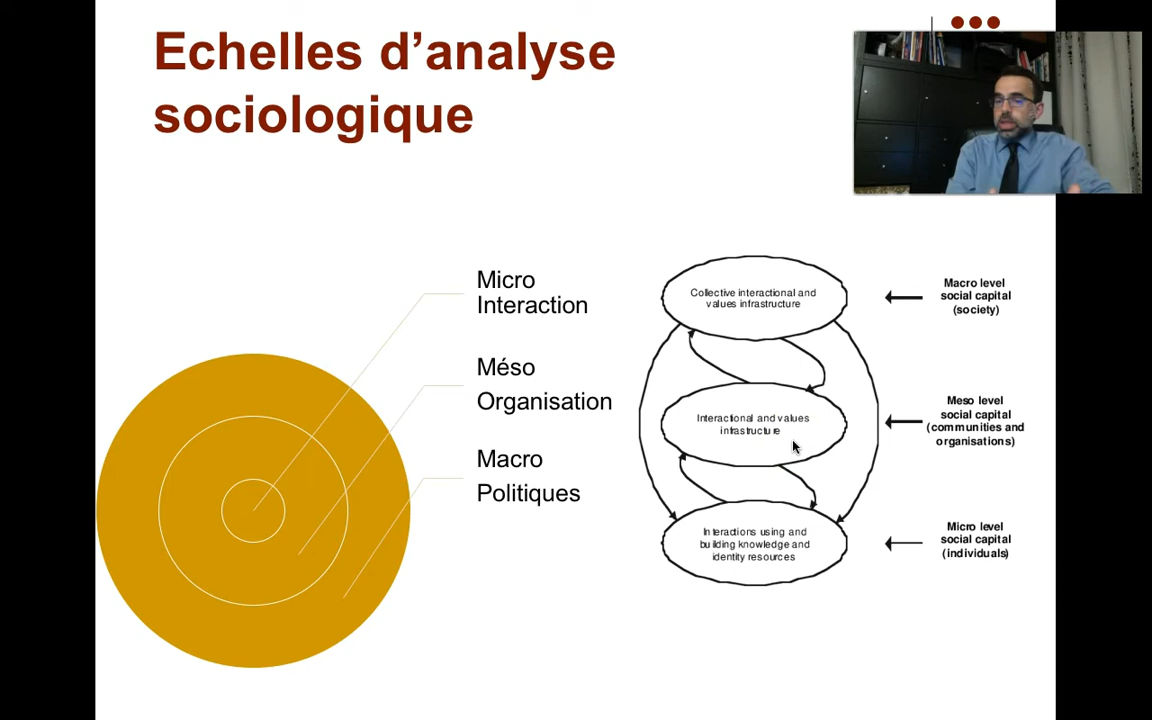 Echelles d’analyse
sociologique
Micro
Interaction
Méso
Organisation
Macro
Politiques
Collective interactional and
values infrastructure
Interactional and values
infrastructure
Interactions using and
building knowledge and
identity resources
Macro level
social capital
(society)
Meso level
social capital
(communities and
organisations)
Micro level
social capital
(individuals)